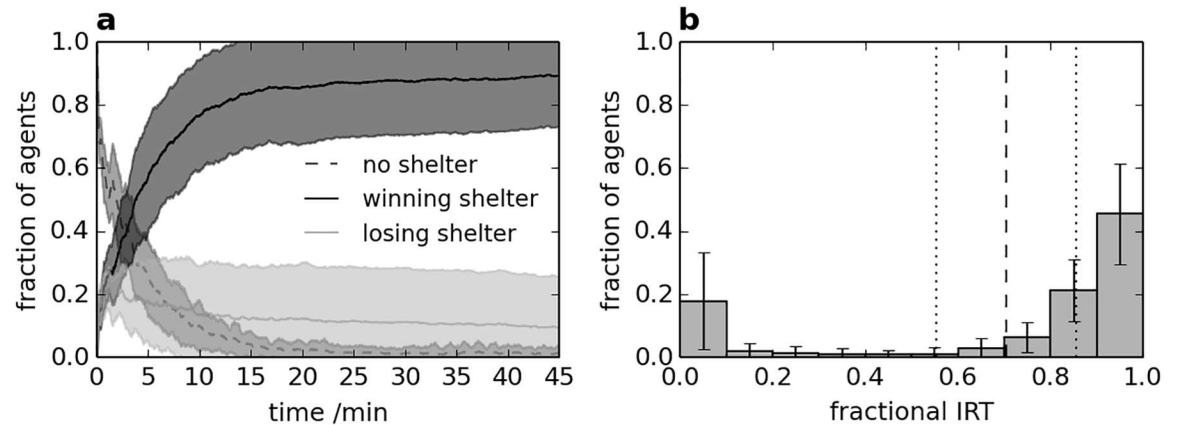 a
1.0
0.8
0.6
0.4
0.2
0.0
fraction of agents
no shelter
winning shelter
losing shelter
0 5 10 15 20 25 30 35 40 45
time /min
b
1.0
0.8
0.6
0.4
0.2
0.0
fraction of agents
0.0 0.2 0.4 0.6 0.8 1.0
fractional IRT